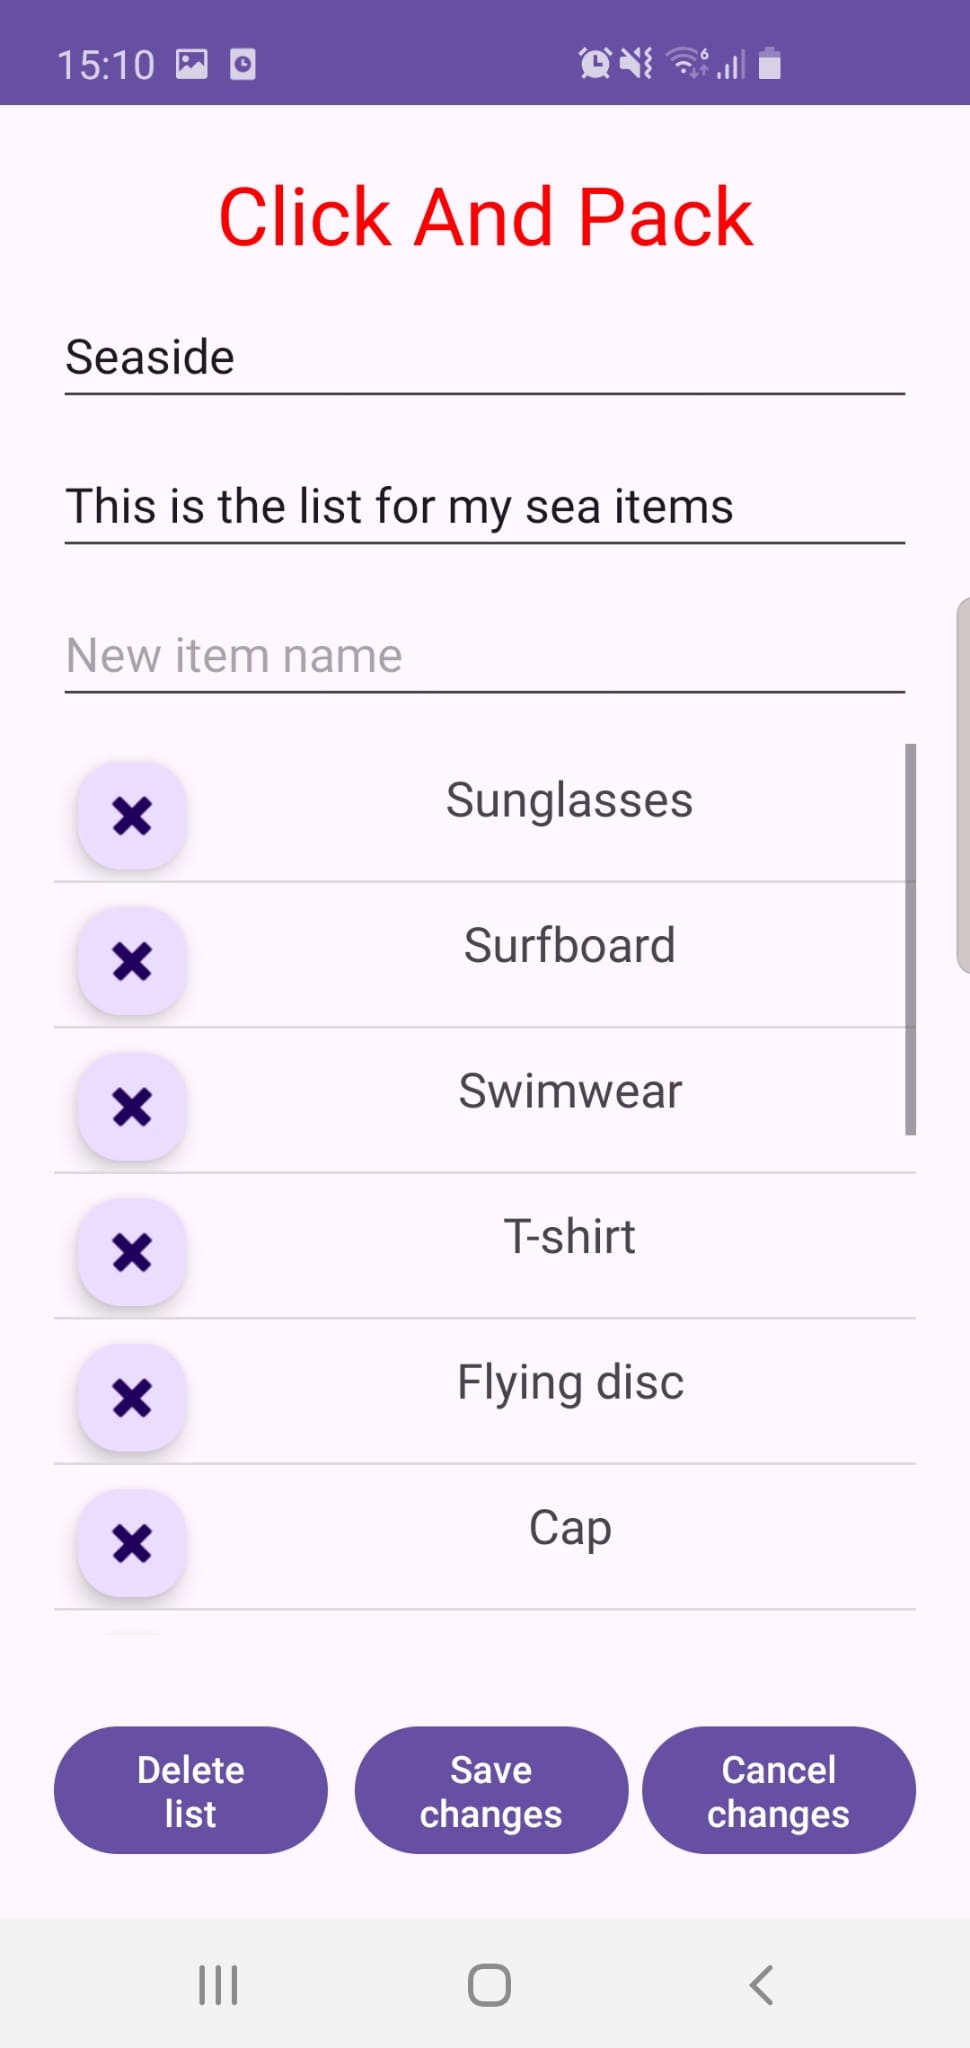 15:10
6
Click And Pack
Seaside
This is the list for my sea items
New item name
Sunglasses
Surfboard
Swimwear
T-shirt
Flying disc
Cap
Delete
list
Save
changes
Cancel
changes